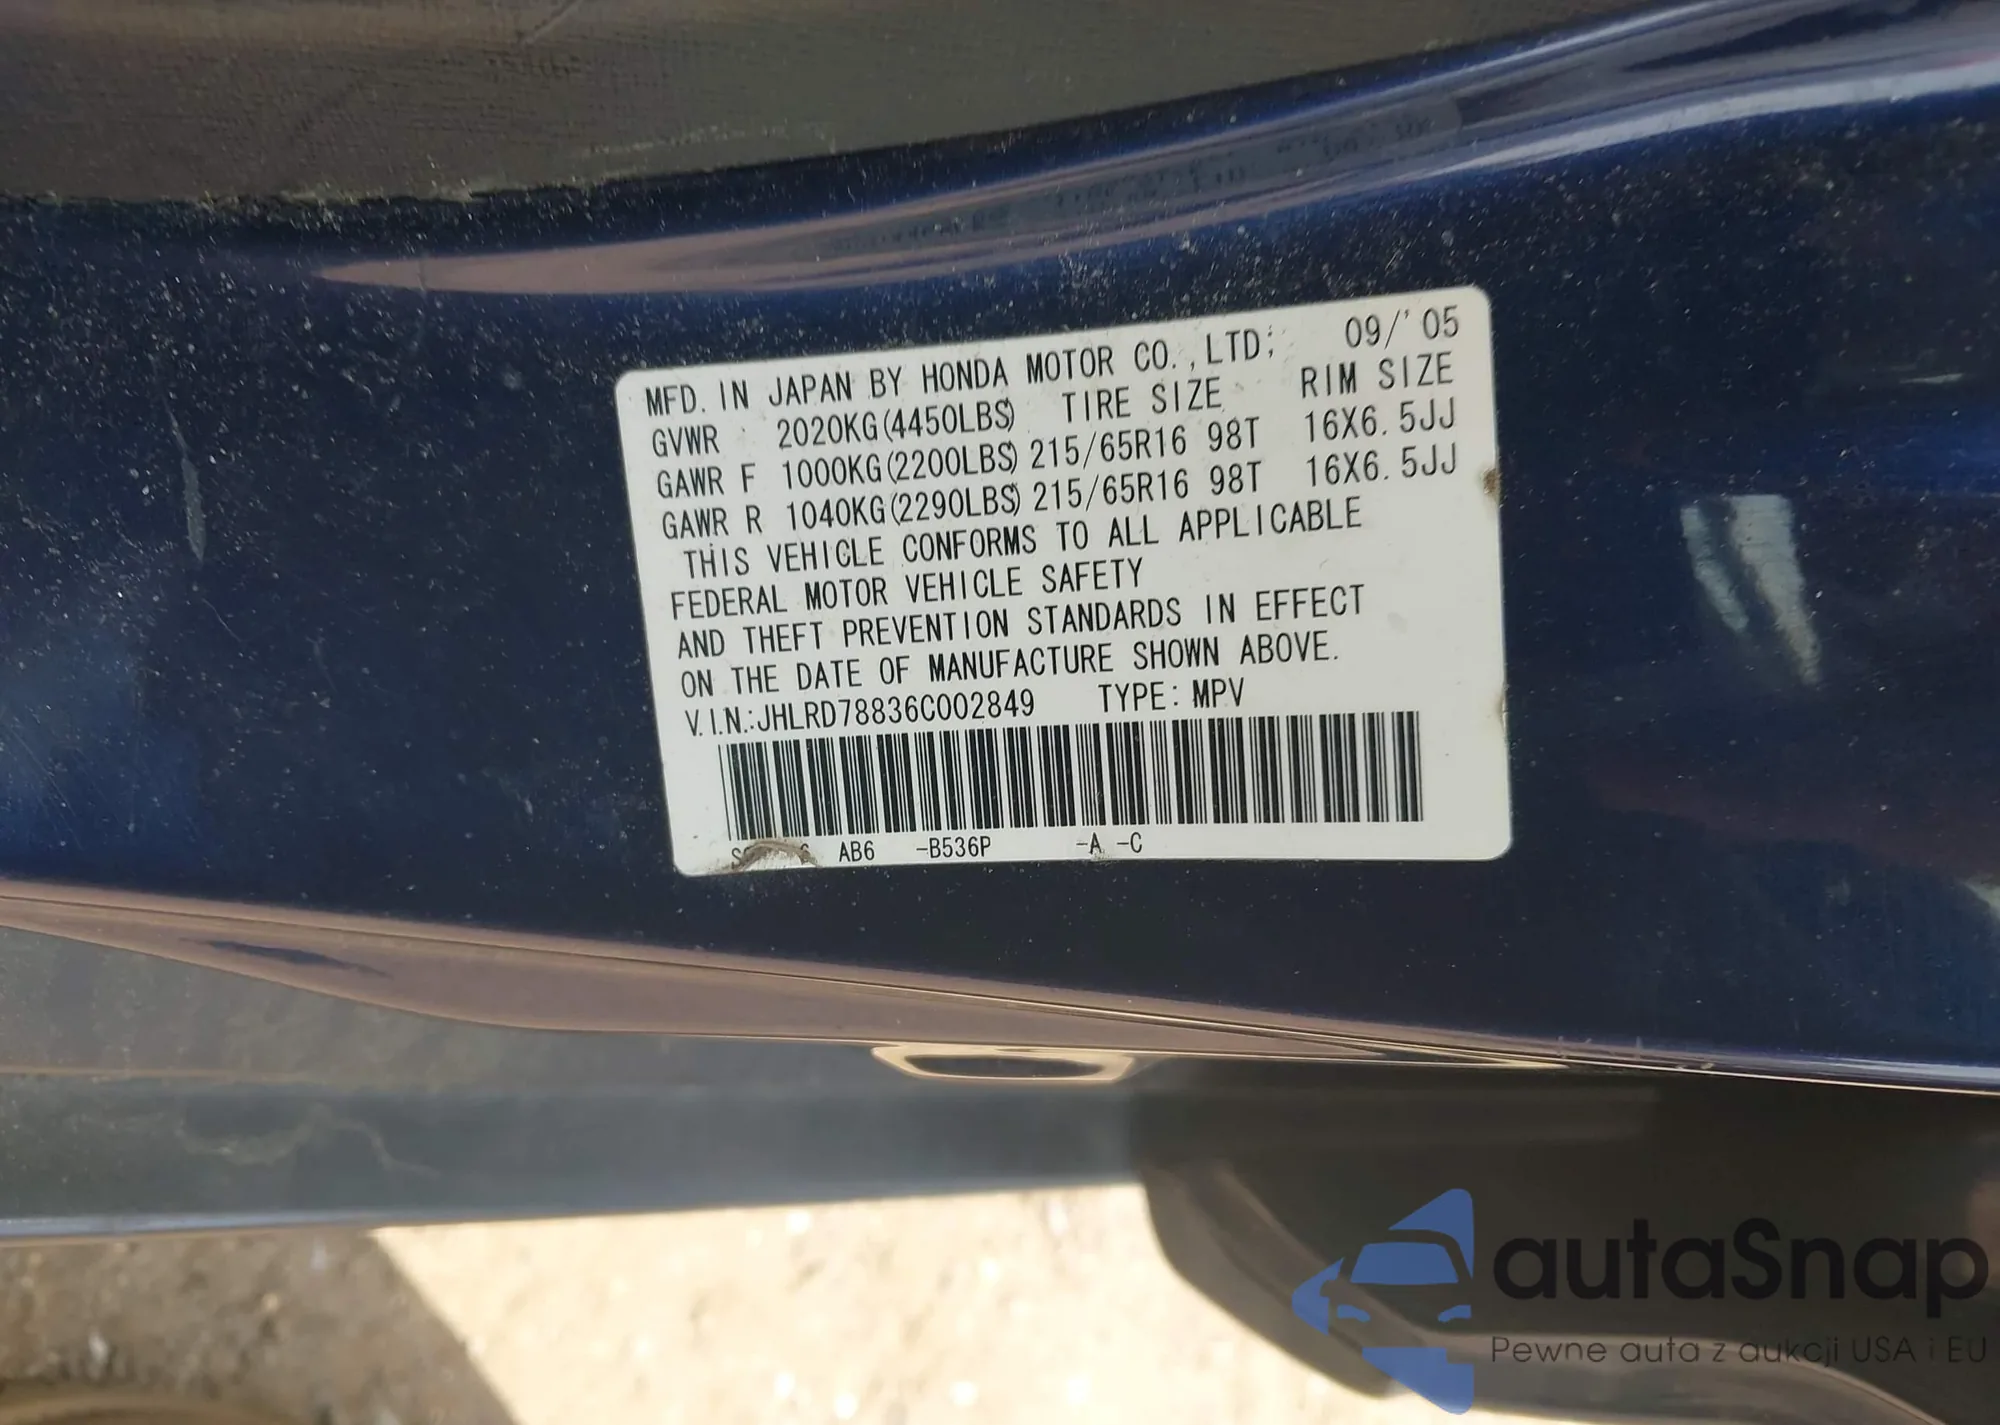 MFD. IN JAPAN BY HONDA MOTOR CO., LTD; 09/'05
GVWR 2020KG(4450LBS) TIRE SIZE RIM SIZE
GAWR F 1000KG(2200LBS) 215/65R16 98T 16X6.5JJ
GAWR R 1040KG(2290LBS) 215/65R16 98T 16X6.5JJ
THIS VEHICLE CONFORMS TO ALL APPLICABLE
FEDERAL MOTOR VEHICLE SAFETY
AND THEFT PREVENTION STANDARDS IN EFFECT
ON THE DATE OF MANUFACTURE SHOWN ABOVE.
V.I.N.:JHLRD78836C002849 TYPE: MPV
AB6 -B536P -A -C
autaSnap
Pewne auta z aukcji USA i EU